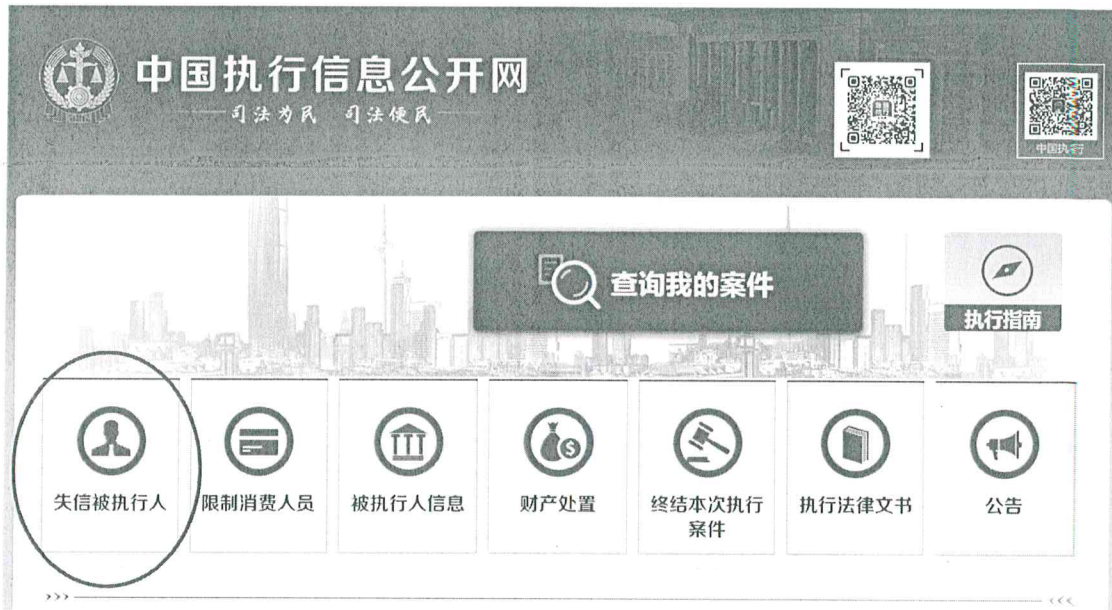 中国执行信息公开网
司法为民 司法便民
中国执行
查询我的案件
执行指南
失信被执行人
限制消费人员
被执行人信息
财产处置
终结本次执行
案件
执行法律文书
公告